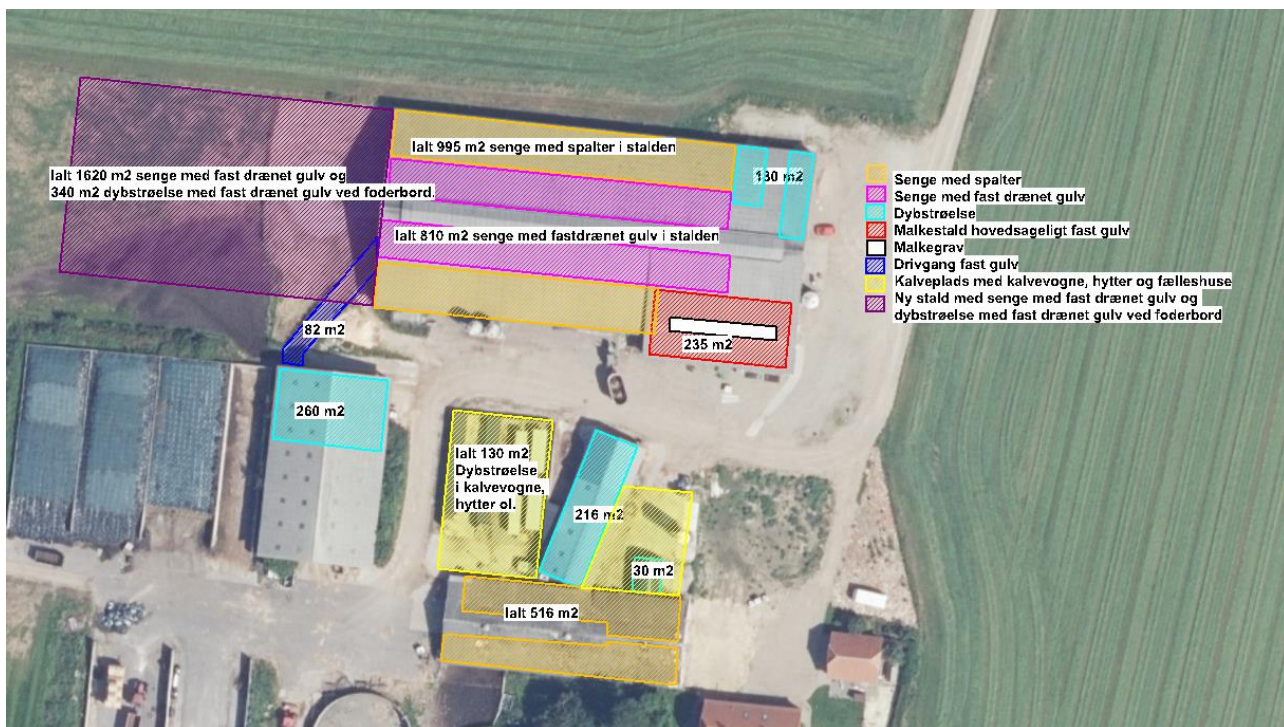 Ialt 995 m2 senge med spalter i stalden
Ialt 1620 m2 senge med fast drænet gulv og
340 m2 dybstrøelse med fast drænet gulv ved foderbord.
130 m2
Ialt 810 m2 senge med fastdrænet gulv i stalden
82 m2
235 m2
260 m2
Ialt 130 m2
Dybstrøelse
i kalvevogne,
hytter ol.
216 m2
30 m2
Ialt 516 m2
Senge med spalter
Senge med fast drænet gulv
Dybstrøelse
Malkestald hovedsageligt fast gulv
Malkegrav
Drivgang fast gulv
Kalveplads med kalvevogne, hytter og fælleshuse
Ny stald med senge med fast drænet gulv og
dybstrøelse med fast drænet gulv ved foderbord